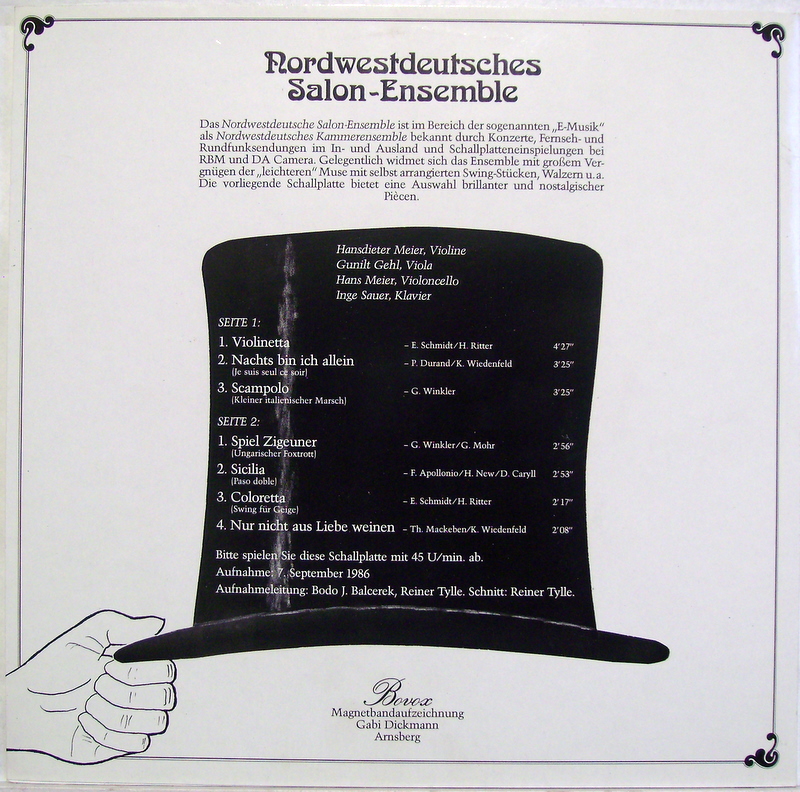 Nordwestdeutsches
Salon-Ensemble
Das Nordwestdeutsche Salon-Ensemble ist im Bereich der sogenannten „E-Musik“
als Nordwestdeutsches Kammerensemble bekannt durch Konzerte, Fernseh- und
Rundfunksendungen im In- und Ausland und Schallplatteneinspielungen bei
RBM und DA Camera. Gelegentlich widmet sich das Ensemble mit großem Ver-
gnügen der „leichteren“ Muse mit selbst arrangierten Swing-Stücken, Walzern u. a.
Die vorliegende Schallplatte bietet eine Auswahl brillanter und nostalgischer
Piècen.
Hansdieter Meier, Violine
Gunilt Gehl, Viola
Hans Meier, Violoncello
Inge Sauer, Klavier
SEITE 1:
1. Violinetta – E. Schmidt/H. Ritter 4'27"
2. Nachts bin ich allein – P. Durand/K. Wiedenfeld 3'25"
(Je suis seul ce soir)
3. Scampolo – G. Winkler 3'25"
(Kleiner italienischer Marsch)
SEITE 2:
1. Spiel Zigeuner – G. Winkler/G. Mohr 2'56"
(Ungarischer Foxtrott)
2. Sicilia – F. Apollonio/H. New/D. Caryll 2'53"
(Paso doble)
3. Coloretta – E. Schmidt/H. Ritter 2'17"
(Swing für Geige)
4. Nur nicht aus Liebe weinen – Th. Mackeben/K. Wiedenfeld 2'08"
Bitte spielen Sie diese Schallplatte mit 45 U/min. ab.
Aufnahme: 7. September 1986
Aufnahmeleitung: Bodo J. Balcerek, Reiner Tylle. Schnitt: Reiner Tylle.
Bovox
Magnetbandaufzeichnung
Gabi Dickmann
Arnsberg